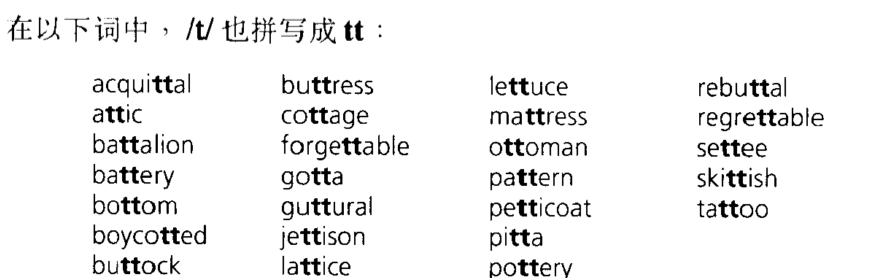 在以下词中，/t/ 也拼写成 tt：
acquittal buttress lettuce rebuttal
attic cottage mattress regrettable
battalion forgettable ottoman settee
battery gotta pattern skittish
bottom guttural petticoat tattoo
boycotted jettison pitta
buttock lattice pottery